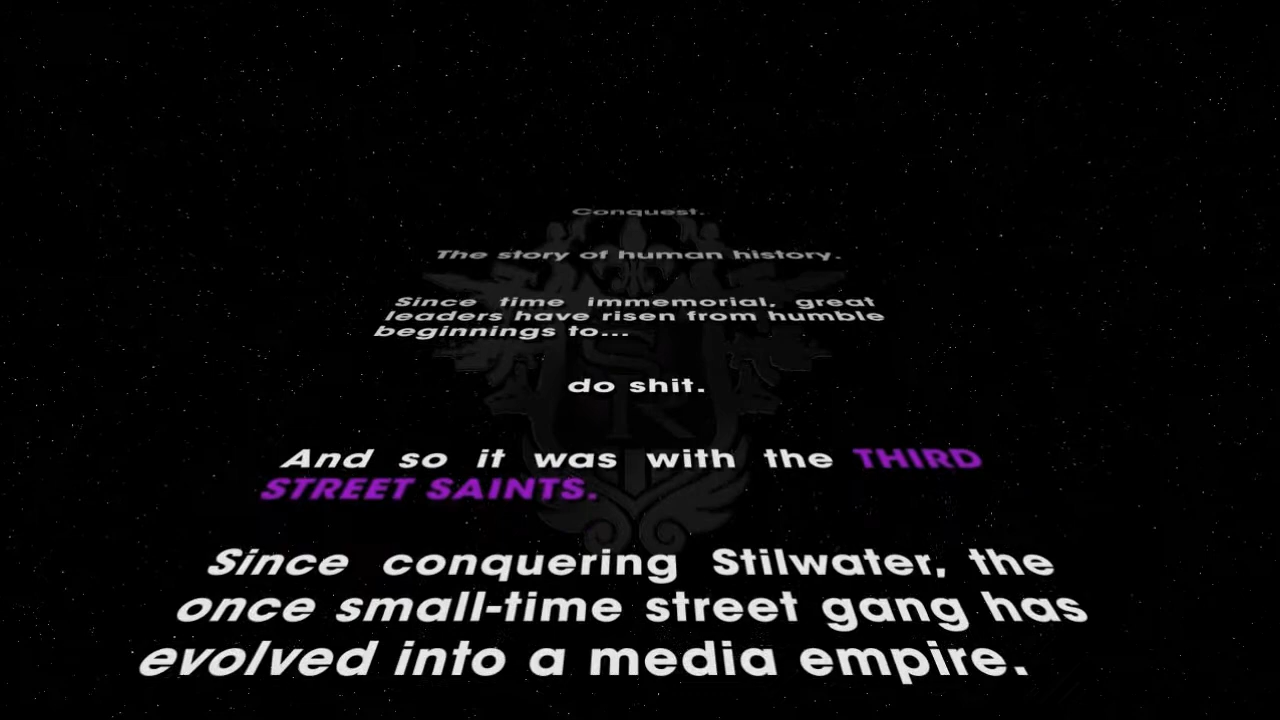 Conquest.
The story of human history.
Since time immemorial, great
leaders have risen from humble
beginnings to...
do shit.
And so it was with the THIRD
STREET SAINTS.
Since conquering Stilwater, the
once small-time street gang has
evolved into a media empire.
SR